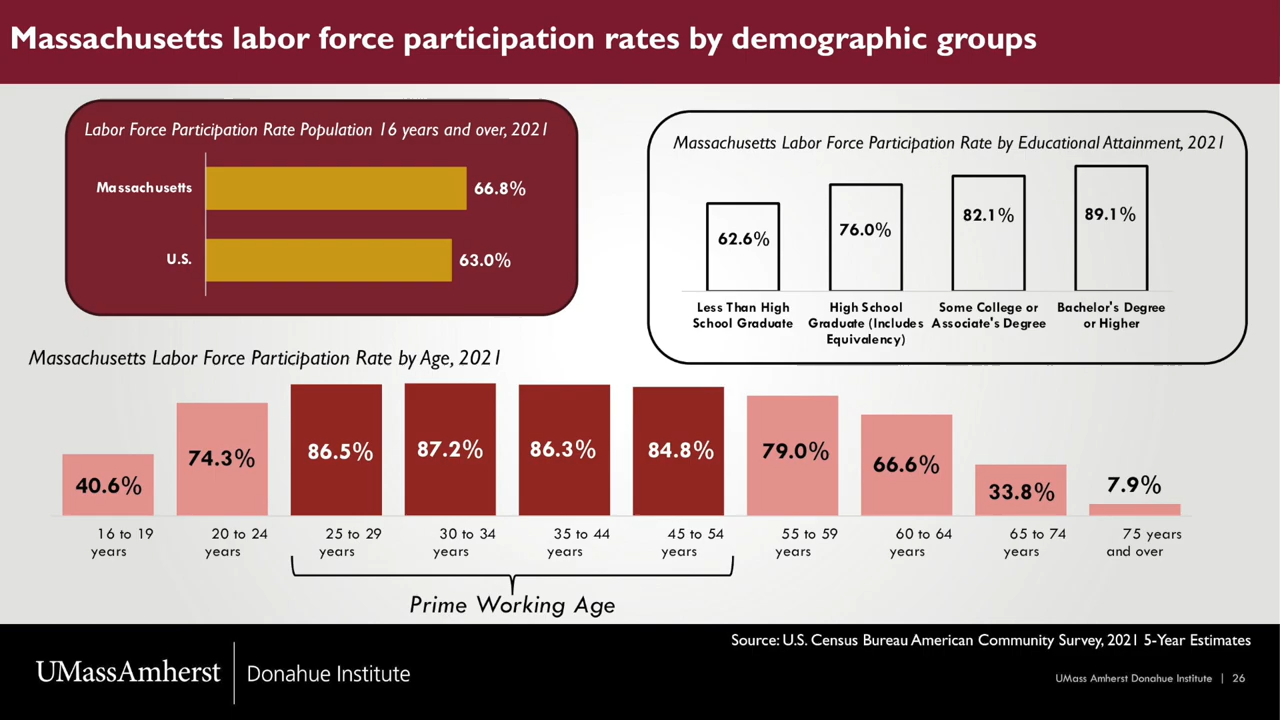 Massachusetts labor force participation rates by demographic groups
Labor Force Participation Rate Population 16 years and over, 2021
Massachusetts
66.8%
U.S.
63.0%
Massachusetts Labor Force Participation Rate by Educational Attainment, 2021
62.6%
76.0%
82.1%
89.1%
Less Than High
School Graduate
High School
Graduate (Includes
Equivalency)
Some College or
Associate's Degree
Bachelor's Degree
or Higher
Massachusetts Labor Force Participation Rate by Age, 2021
40.6%
74.3%
86.5%
87.2%
86.3%
84.8%
79.0%
66.6%
33.8%
7.9%
16 to 19
years
20 to 24
years
25 to 29
years
30 to 34
years
35 to 44
years
45 to 54
years
55 to 59
years
60 to 64
years
65 to 74
years
75 years
and over
Prime Working Age
Source: U.S. Census Bureau American Community Survey, 2021 5-Year Estimates
UMassAmherst
Donahue Institute
UMass Amherst Donahue Institute | 26